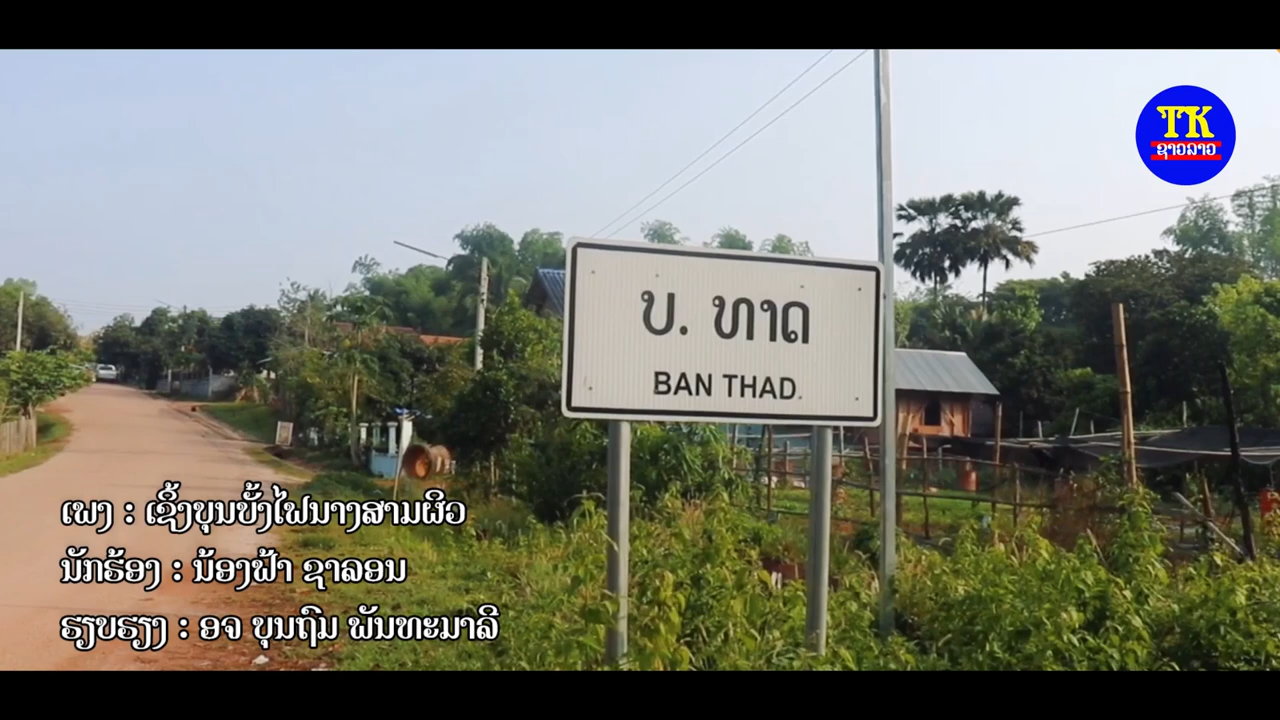 TK
ຊາວລາວ
ບ. ທາດ
BAN THAD
ເພງ : ເຊິ້ງຂຸນບັ້ງໄຟນາງສາມຜິວ
ນັກຮ້ອງ : ນ້ອງຟ້າ ຊາລອນ
ຮຽບຮຽງ : ອຈ ຂຸນຖົມ ພັນທະມາລີ